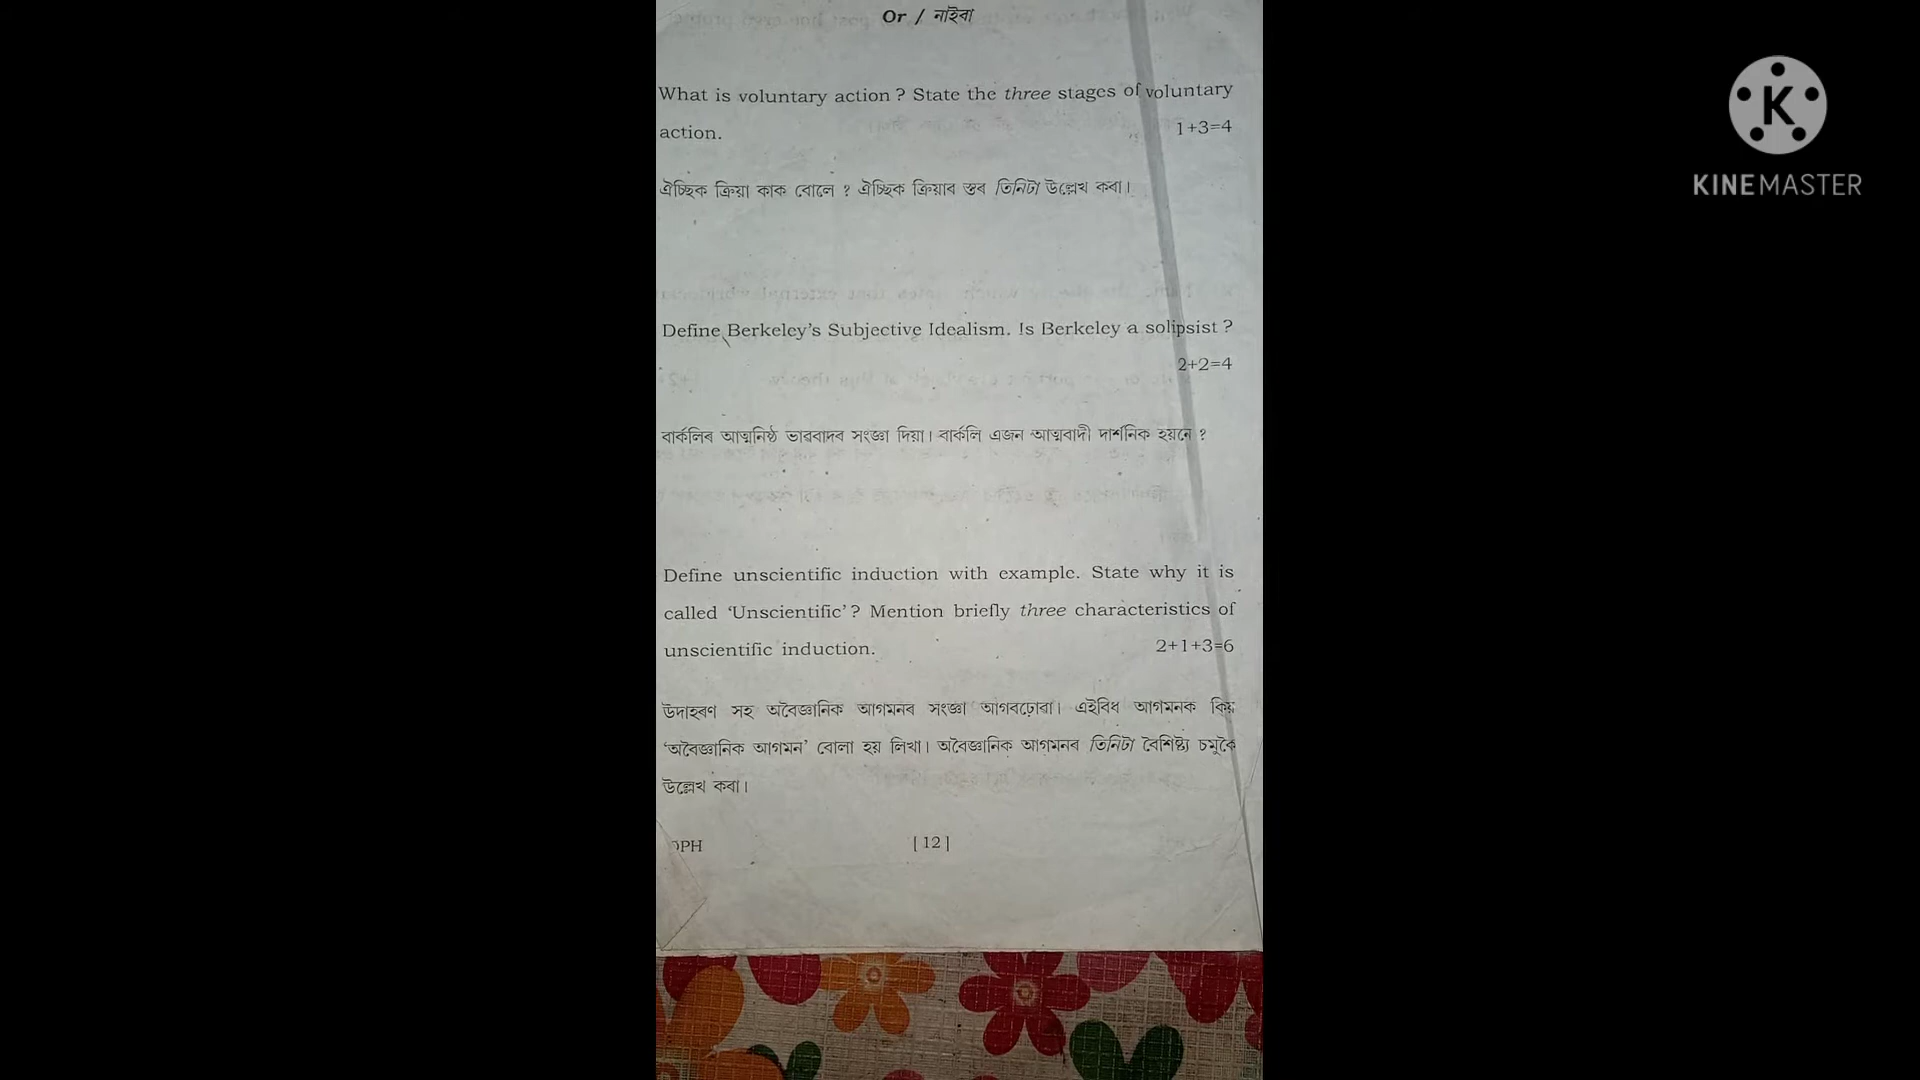 Or / নাইবা
What is voluntary action ? State the three stages of voluntary
action. 1+3=4
ঐচ্ছিক ক্ৰিয়া কাক বোলে ? ঐচ্ছিক ক্ৰিয়াৰ স্তৰ তিনিটা উল্লেখ কৰা।
Define Berkeley's Subjective Idealism. Is Berkeley a solipsist ?
2+2=4
বাৰ্কলিৰ আত্মনিষ্ঠ ভাৱবাদৰ সংজ্ঞা দিয়া। বাৰ্কলি এজন আত্মবাদী দাৰ্শনিক হয়নে ?
Define unscientific induction with example. State why it is
called ‘Unscientific’ ? Mention briefly three characteristics of
unscientific induction. 2+1+3=6
উদাহৰণ সহ অবৈজ্ঞানিক আগমনৰ সংজ্ঞা আগবঢ়োৱা। এইবিধ আগমনক কিয়
‘অবৈজ্ঞানিক আগমন’ বোলা হয় লিখা। অবৈজ্ঞানিক আগমনৰ তিনিটা বৈশিষ্ট্য চমুকৈ
উল্লেখ কৰা।
PH [ 12 ]
KINEMASTER